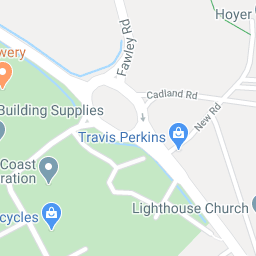 Hoyer
Fawley Rd
wery
Cadland Rd
Building Supplies
New Rd
Travis Perkins
Coast
ration
cycles
Lighthouse Church